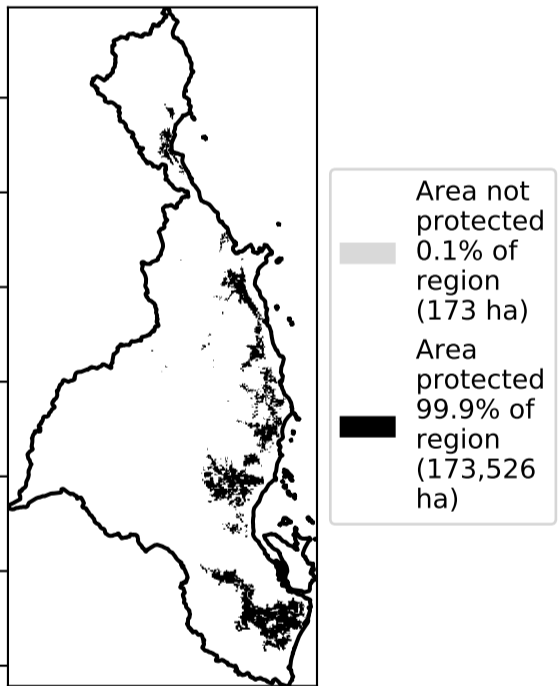 Area not
protected
0.1% of
region
(173 ha)
Area
protected
99.9% of
region
(173,526
ha)